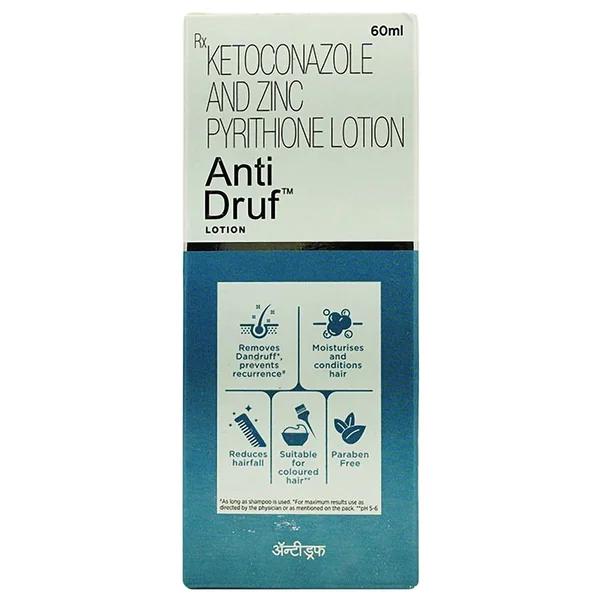 60ml
Rx
KETOCONAZOLE
AND ZINC
PYRITHIONE LOTION
Anti
Druf™
LOTION
Removes
Dandruff*,
prevents
recurrence#
Moisturises
and
conditions
hair
Reduces
hairfall
Suitable
for
coloured
hair**
Paraben
Free
#As long as shampoo is used. *For maximum results use as
directed by the physician or as mentioned on the pack. **pH 5-6
ॲन्टी ड्रफ